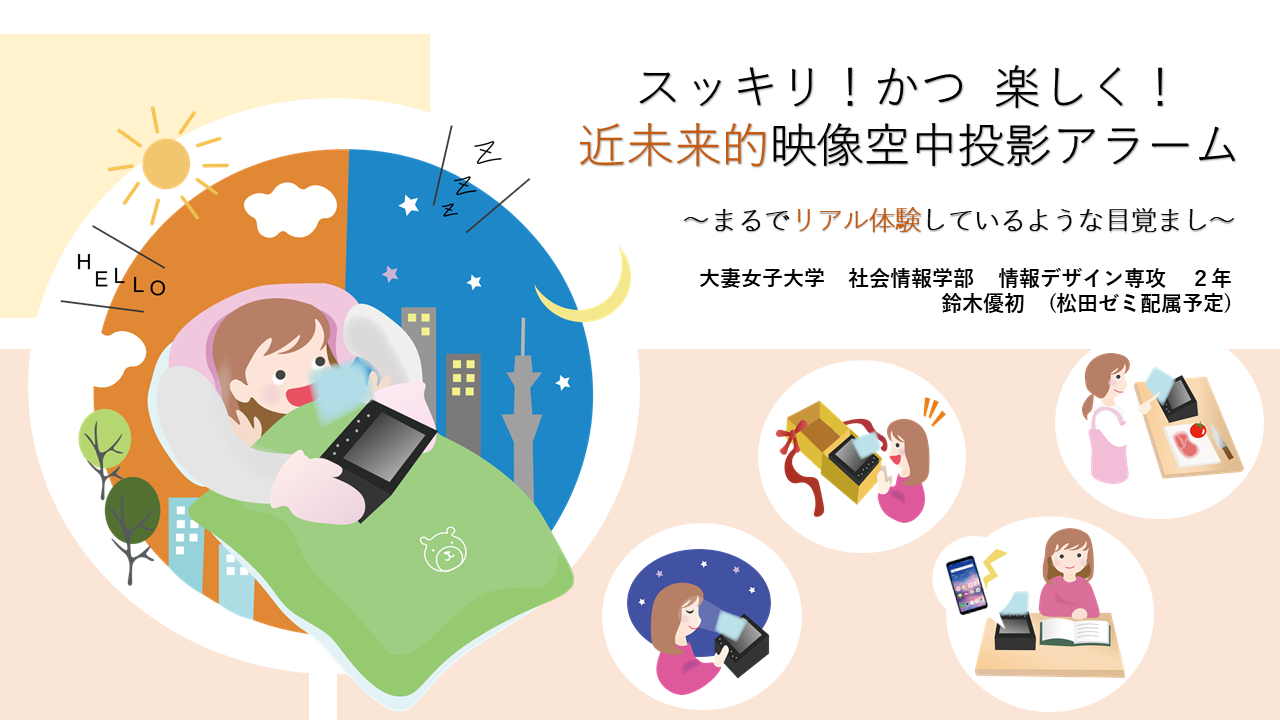 スッキリ！かつ 楽しく！
近未来的映像空中投影アラーム
～まるでリアル体験しているような目覚まし～
大妻女子大学　社会情報学部　情報デザイン専攻　２年
鈴木優初　(松田ゼミ配属予定)
HELLO
Z
Z
Z